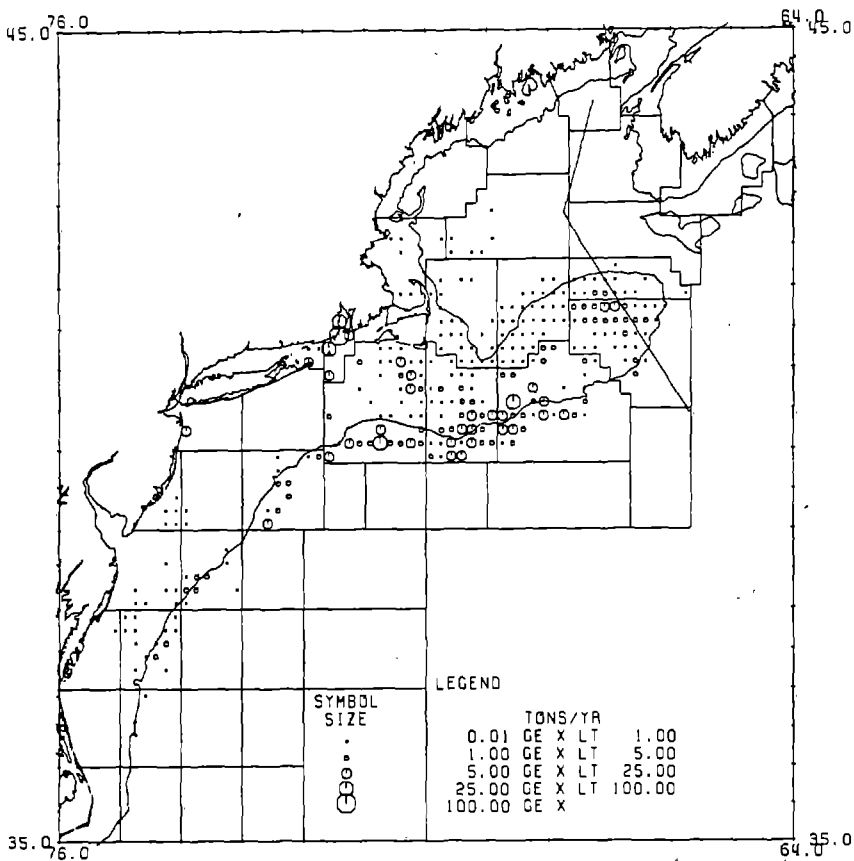 76.0 64.0
45.0 45.0
LEGEND
SYMBOL
SIZE
TONS/YR
0.01 GE X LT 1.00
1.00 GE X LT 5.00
5.00 GE X LT 25.00
25.00 GE X LT 100.00
100.00 GE X
35.0 35.0
76.0 64.0